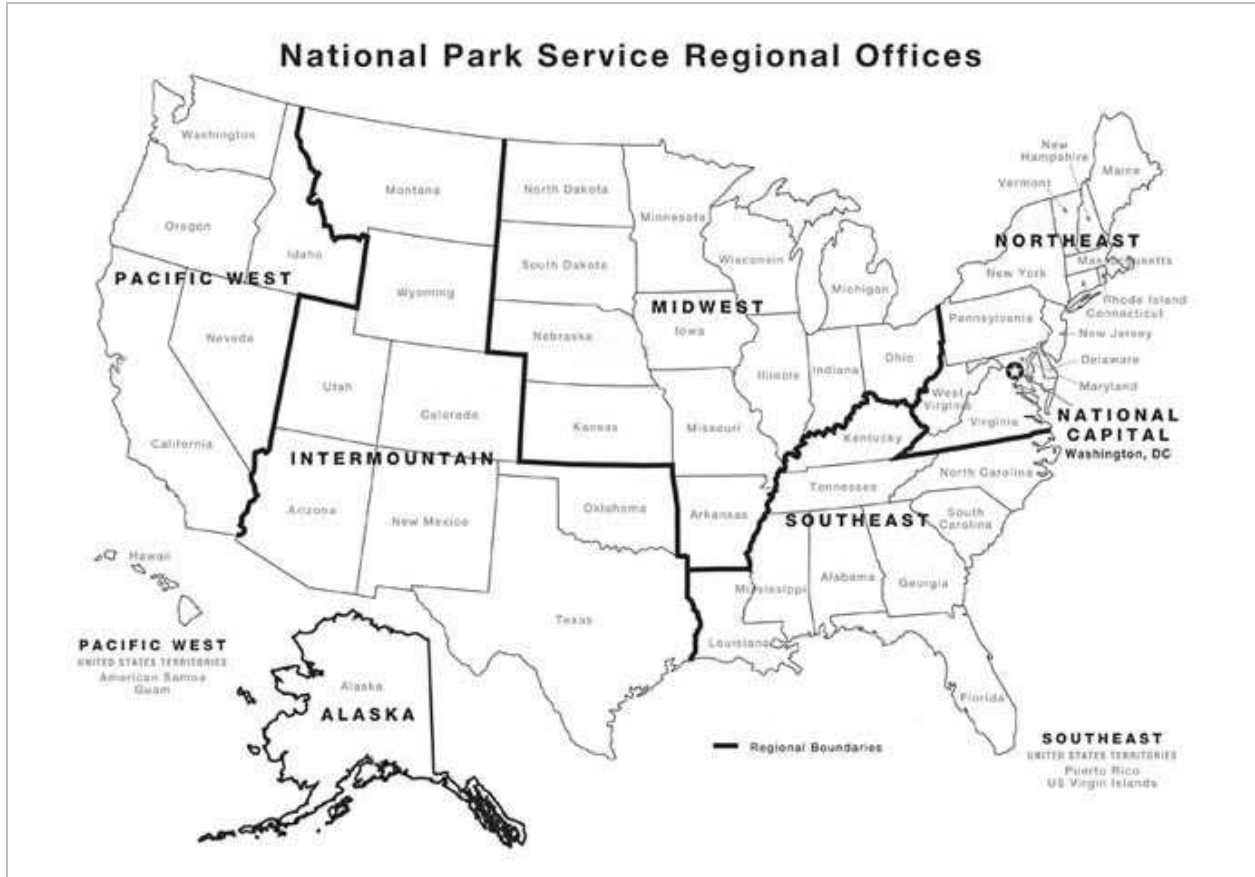 National Park Service Regional Offices
Washington
Montana
North Dakota
Minnesota
New
Hampshire
Vermont
Maine
Oregon
Idaho
PACIFIC WEST
Wyoming
South Dakota
Wisconsin
Michigan
NORTHEAST
New York
Massachusetts
Rhode Island
Connecticut
MIDWEST
Iowa
Nebraska
Pennsylvania
New Jersey
Nevada
Utah
Colorado
Illinois
Indiana
Ohio
Delaware
Maryland
West
Virginia
Virginia
NATIONAL
CAPITAL
Washington, DC
California
Kansas
Missouri
Kentucky
INTERMOUNTAIN
Arizona
New Mexico
Oklahoma
Arkansas
Tennessee
North Carolina
South
Carolina
SOUTHEAST
Mississippi
Alabama
Georgia
Hawaii
Texas
Louisiana
Florida
PACIFIC WEST
UNITED STATES TERRITORIES
American Samoa
Guam
Alaska
ALASKA
Regional Boundaries
SOUTHEAST
UNITED STATES TERRITORIES
Puerto Rico
US Virgin Islands